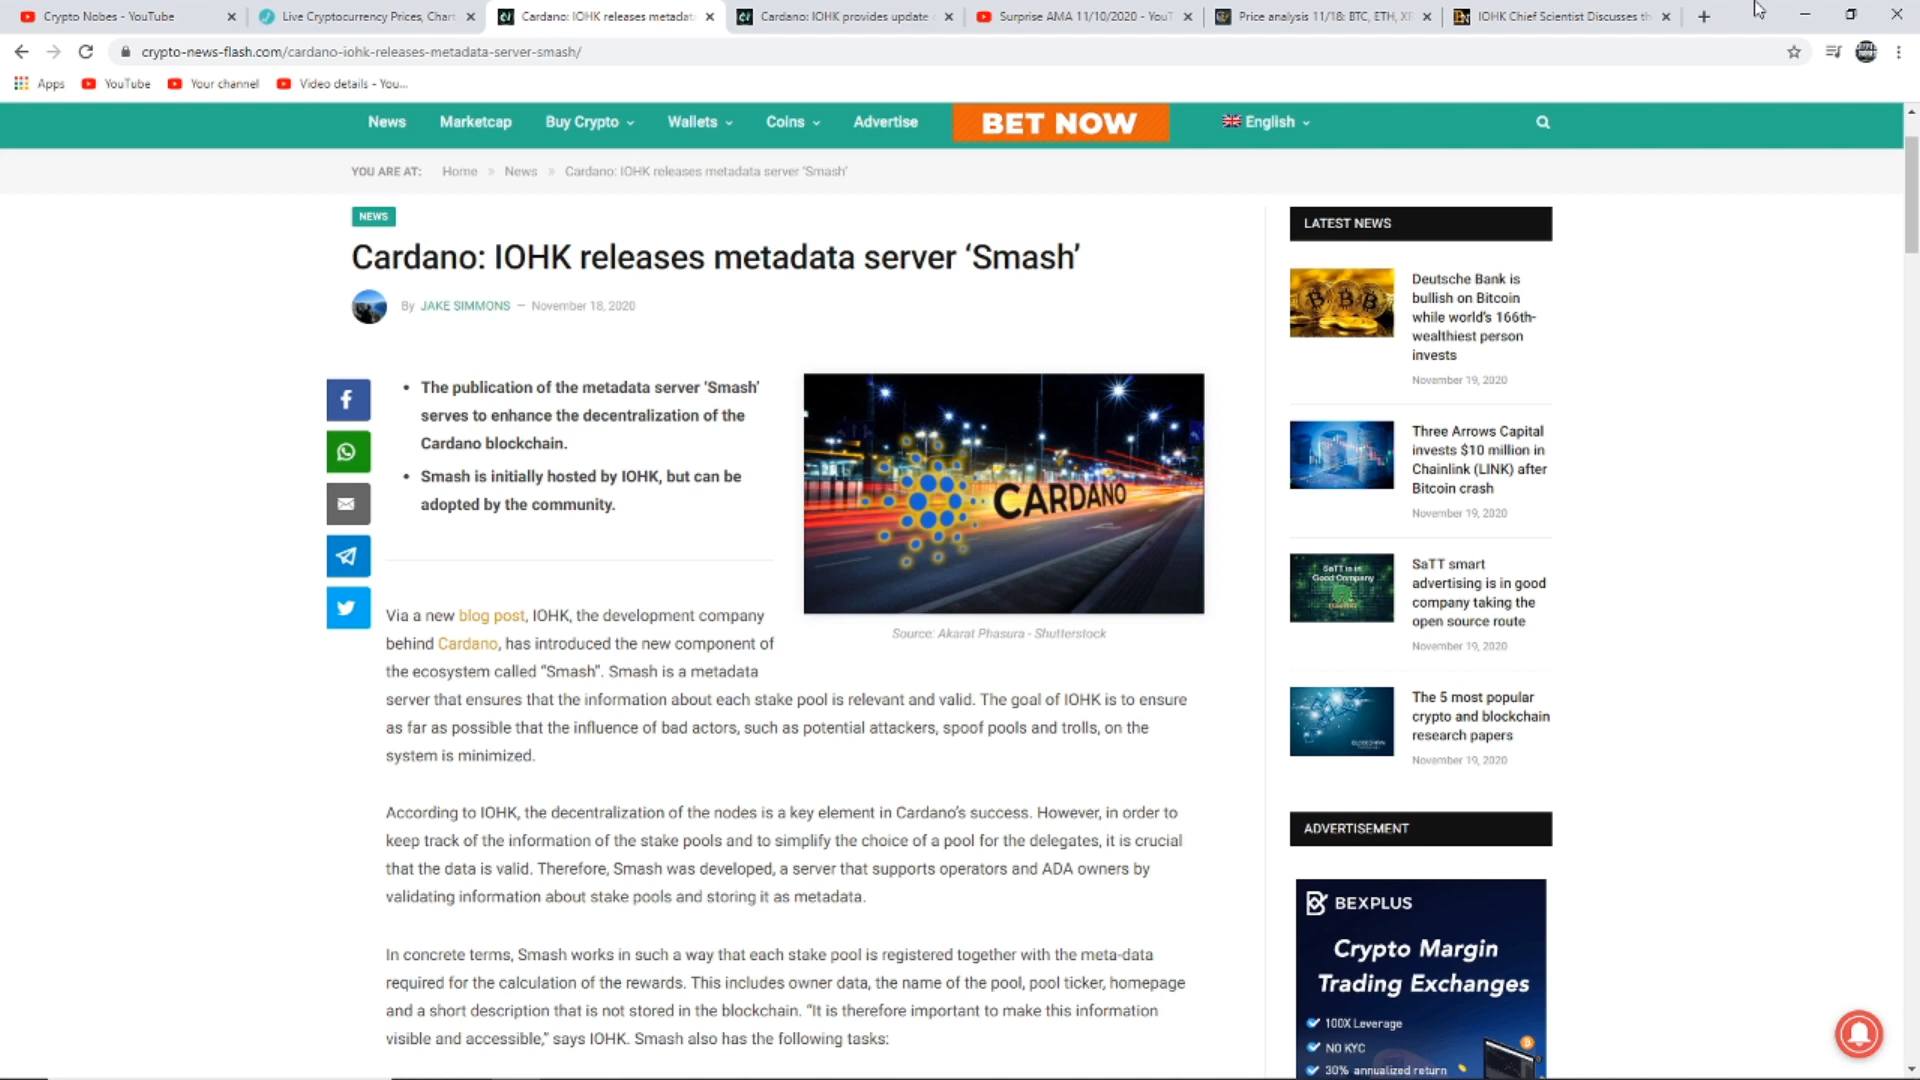 Crypto Nobes - YouTube
Live Cryptocurrency Prices, Chart
Cardano: IOHK releases metadat
Cardano: IOHK provides update
Surprise AMA 11/10/2020 - YouT
Price analysis 11/18: BTC, ETH, XR
IOHK Chief Scientist Discusses th
crypto-news-flash.com/cardano-iohk-releases-metadata-server-smash/
Apps
YouTube
Your channel
Video details - You...
News
Marketcap
Buy Crypto
Wallets
Coins
Advertise
BET NOW
English
YOU ARE AT: Home » News » Cardano: IOHK releases metadata server ‘Smash’
NEWS
Cardano: IOHK releases metadata server ‘Smash’
By JAKE SIMMONS — November 18, 2020
• The publication of the metadata server ‘Smash’
serves to enhance the decentralization of the
Cardano blockchain.
• Smash is initially hosted by IOHK, but can be
adopted by the community.
CARDANO
Source: Akarat Phasura - Shutterstock
Via a new blog post, IOHK, the development company
behind Cardano, has introduced the new component of
the ecosystem called “Smash”. Smash is a metadata
server that ensures that the information about each stake pool is relevant and valid. The goal of IOHK is to ensure
as far as possible that the influence of bad actors, such as potential attackers, spoof pools and trolls, on the
system is minimized.
According to IOHK, the decentralization of the nodes is a key element in Cardano’s success. However, in order to
keep track of the information of the stake pools and to simplify the choice of a pool for the delegates, it is crucial
that the data is valid. Therefore, Smash was developed, a server that supports operators and ADA owners by
validating information about stake pools and storing it as metadata.
In concrete terms, Smash works in such a way that each stake pool is registered together with the meta-data
required for the calculation of the rewards. This includes owner data, the name of the pool, pool ticker, homepage
and a short description that is not stored in the blockchain. “It is therefore important to make this information
visible and accessible,” says IOHK. Smash also has the following tasks:
LATEST NEWS
Deutsche Bank is
bullish on Bitcoin
while world’s 166th-
wealthiest person
invests
November 19, 2020
Three Arrows Capital
invests $10 million in
Chainlink (LINK) after
Bitcoin crash
November 19, 2020
SaTT is in
Good Company
SaTT smart
advertising is in good
company taking the
open source route
November 19, 2020
The 5 most popular
crypto and blockchain
research papers
November 19, 2020
ADVERTISEMENT
BEXPLUS
Crypto Margin
Trading Exchanges
100X Leverage
NO KYC
30% annualized return